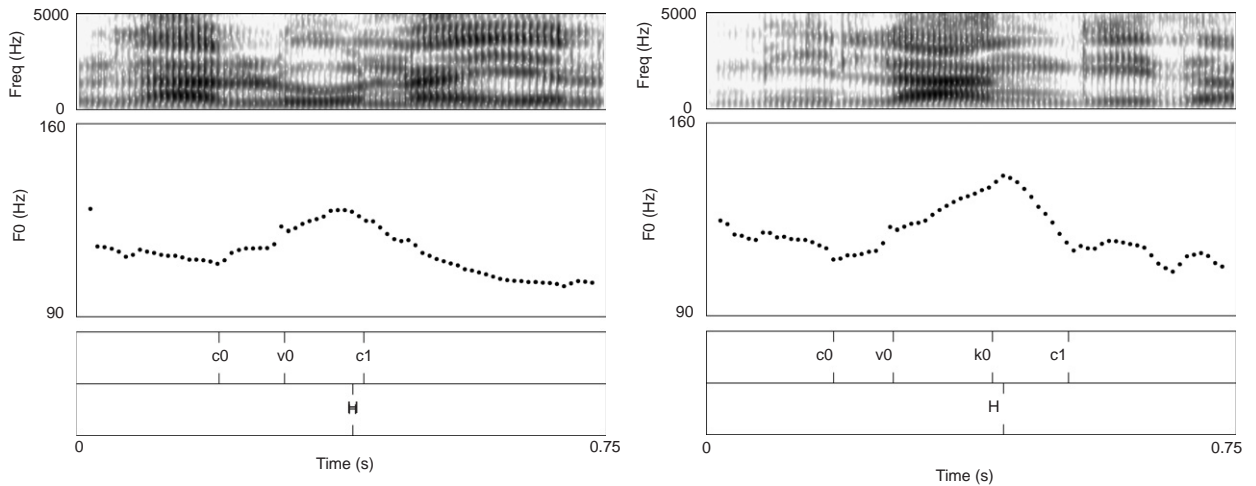 5000
Freq (Hz)
0
160
F0 (Hz)
90
c0 v0 c1
H
0 0.75
Time (s)
5000
Freq (Hz)
0
160
F0 (Hz)
90
c0 v0 k0 c1
H
0 0.75
Time (s)